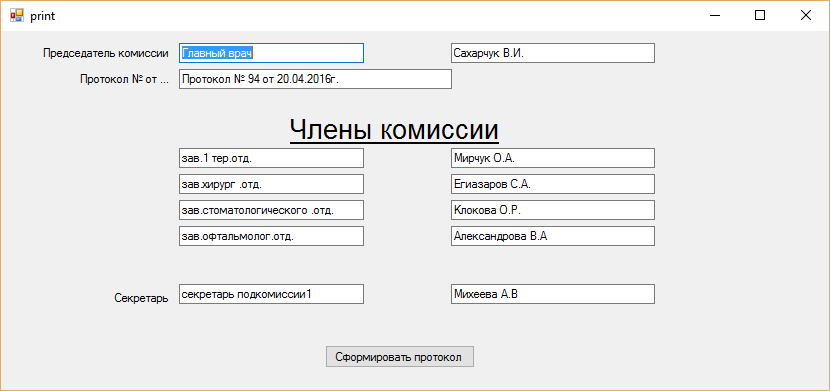 print
Председатель комиссии Главный врач Сахарчук В.И.
Протокол № от ... Протокол № 94 от 20.04.2016г.
Члены комиссии
зав.1 тер.отд. Мирчук О.А.
зав.хирург .отд. Егиазаров С.А.
зав.стоматологического .отд. Клокова О.Р.
зав.офтальмолог.отд. Александрова В.А
Секретарь секретарь подкомиссии1 Михеева А.В
Сформировать протокол